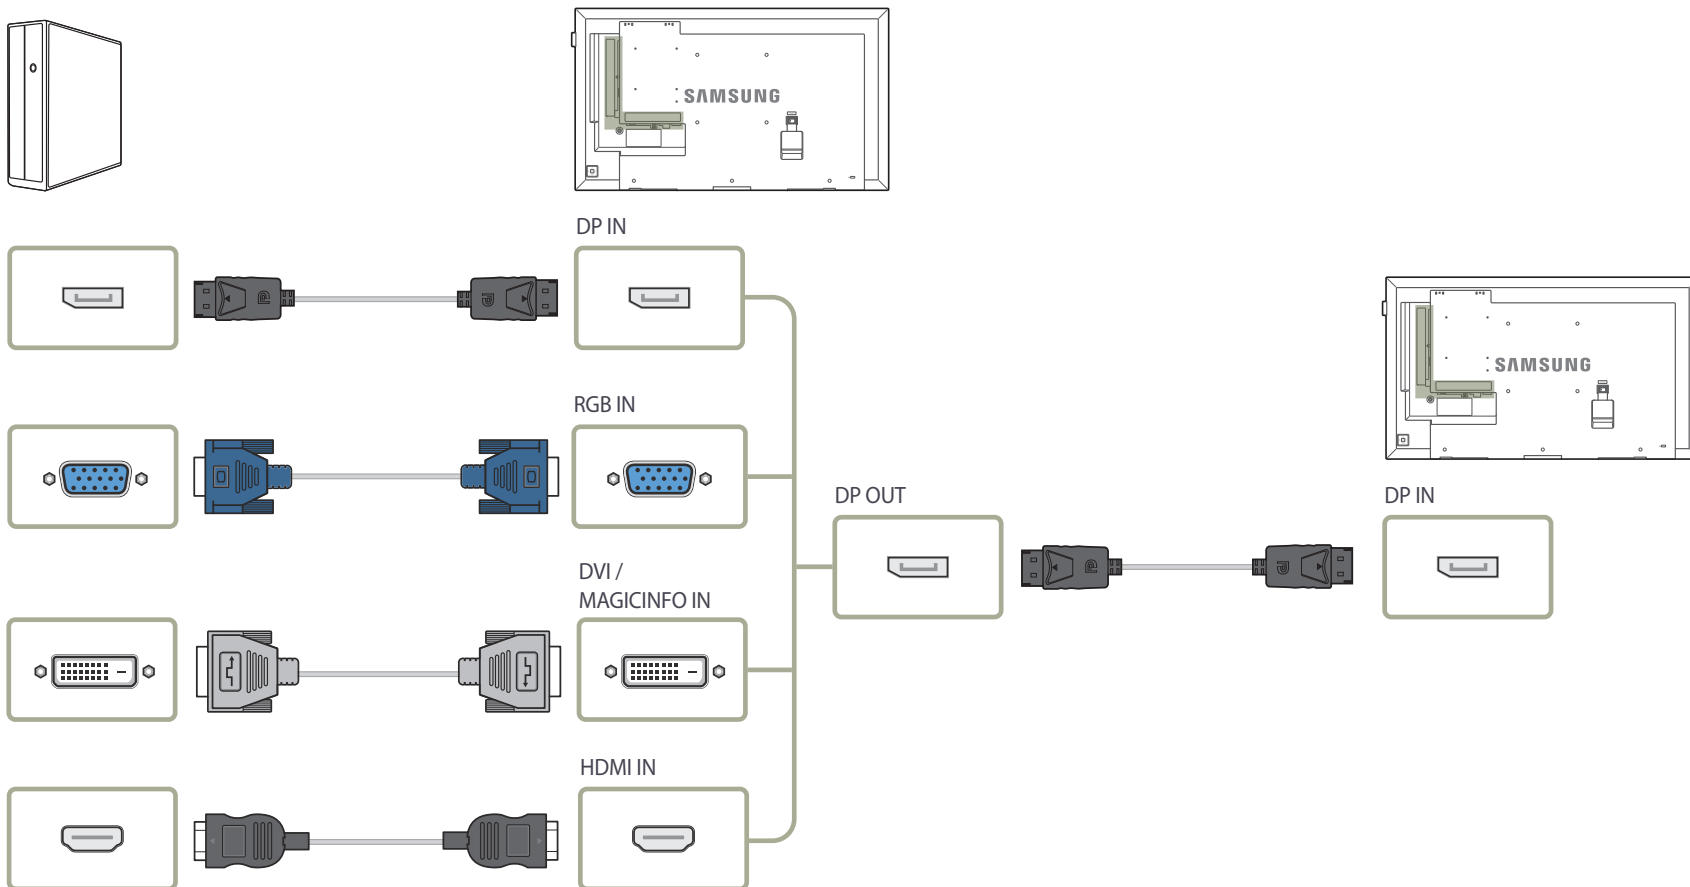 SAMSUNG
DP IN
SAMSUNG
RGB IN
DP OUT
DP IN
DVI /
MAGICINFO IN
HDMI IN